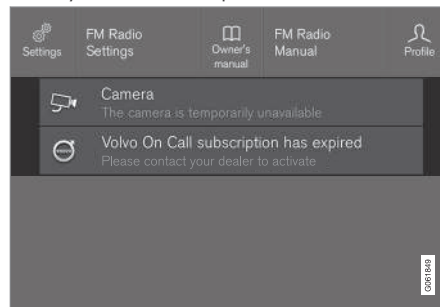 Settings
FM Radio
Settings
Owner's
manual
FM Radio
Manual
Profile
Camera
The camera is temporarily unavailable
Volvo On Call subscription has expired
Please contact your dealer to activate
G061849